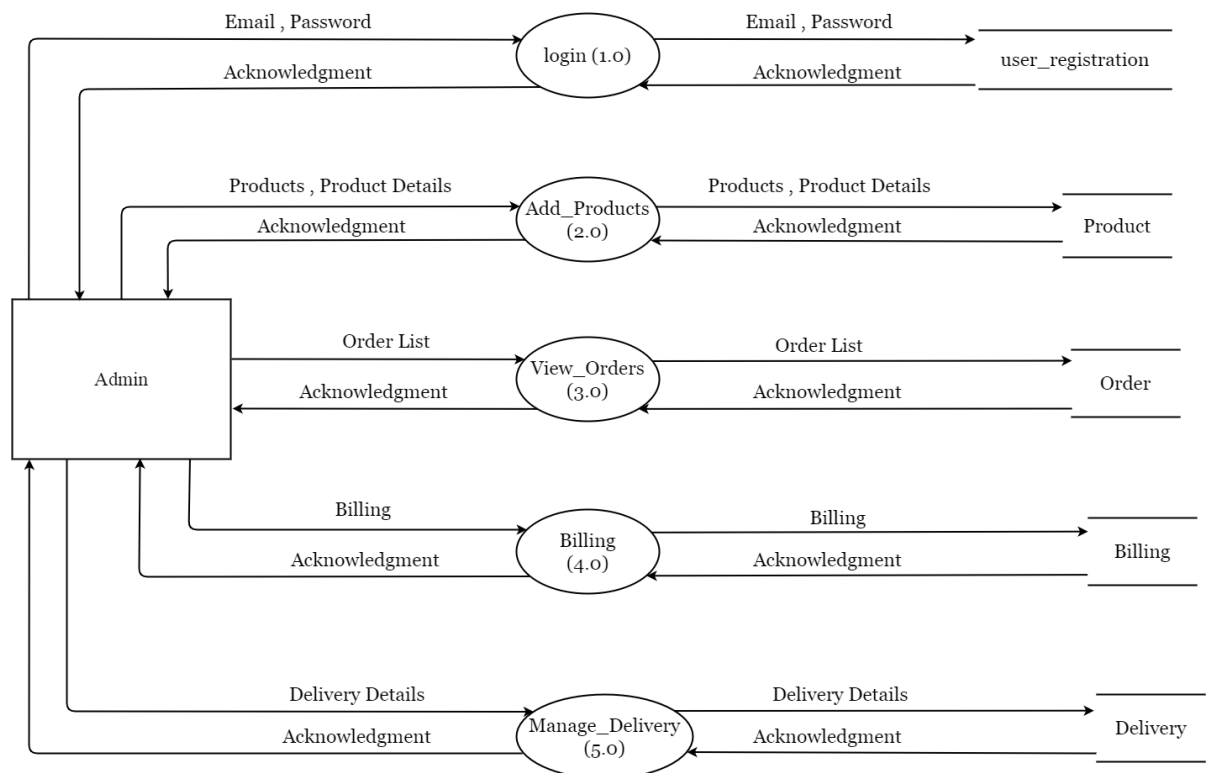 Email , Password
Email , Password
login (1.0)
user_registration
Acknowledgment
Acknowledgment
Products , Product Details
Products , Product Details
Add_Products
(2.0)
Product
Acknowledgment
Acknowledgment
Order List
Order List
Admin
View_Orders
(3.0)
Order
Acknowledgment
Acknowledgment
Billing
Billing
Billing
(4.0)
Billing
Acknowledgment
Acknowledgment
Delivery Details
Delivery Details
Manage_Delivery
(5.0)
Delivery
Acknowledgment
Acknowledgment